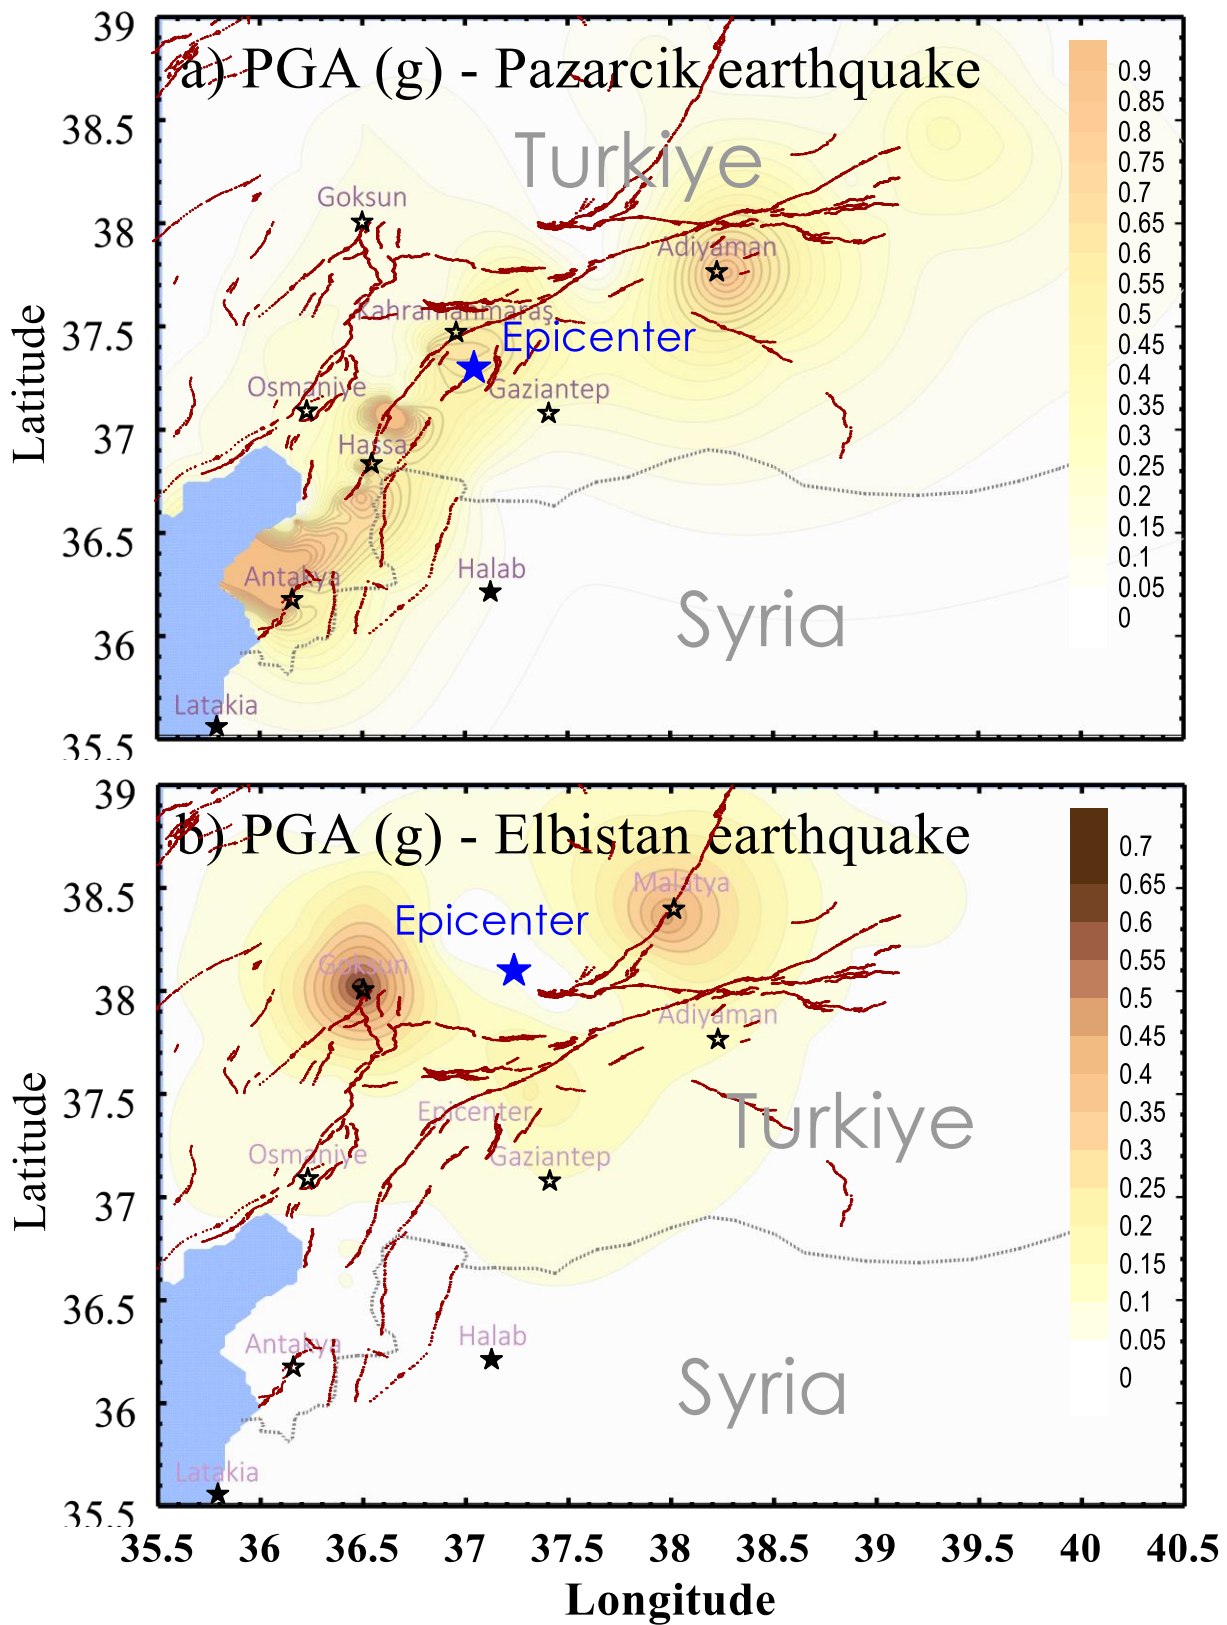 39
a) PGA (g) - Pazarcik earthquake
0.9
0.85
0.8
0.75
0.7
0.65
0.6
0.55
0.5
0.45
0.4
0.35
0.3
0.25
0.2
0.15
0.1
0.05
0
38.5
Turkiye
Goksun
38
Adiyaman
Kahramanmaraş
37.5
Epicenter
Osmaniye
Gaziantep
37
Hassa
36.5
Antakya
Halab
Syria
36
Latakia
35.5
Latitude
39
b) PGA (g) - Elbistan earthquake
0.7
0.65
0.6
0.55
0.5
0.45
0.4
0.35
0.3
0.25
0.2
0.15
0.1
0.05
0
38.5
Malatya
Epicenter
Goksun
38
Adiyaman
37.5
Epicenter
Turkiye
Osmaniye
Gaziantep
37
36.5
Antakya
Halab
Syria
36
Latakia
35.5
Latitude
35.5 36 36.5 37 37.5 38 38.5 39 39.5 40 40.5
Longitude